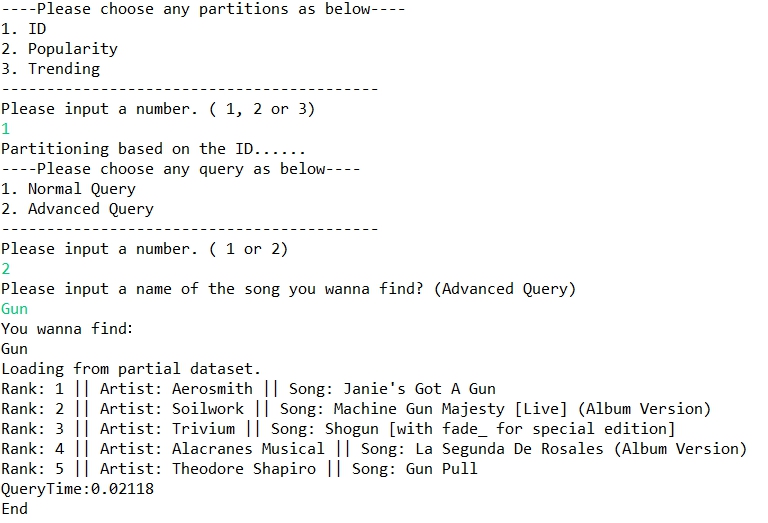 ----Please choose any partitions as below----
1. ID
2. Popularity
3. Trending
------------------------------------------
Please input a number. ( 1, 2 or 3)
1
Partitioning based on the ID......
----Please choose any query as below----
1. Normal Query
2. Advanced Query
------------------------------------------
Please input a number. ( 1 or 2)
2
Please input a name of the song you wanna find? (Advanced Query)
Gun
You wanna find:
Gun
Loading from partial dataset.
Rank: 1 || Artist: Aerosmith || Song: Janie's Got A Gun
Rank: 2 || Artist: Soilwork || Song: Machine Gun Majesty [Live] (Album Version)
Rank: 3 || Artist: Trivium || Song: Shogun [with fade_ for special edition]
Rank: 4 || Artist: Alacranes Musical || Song: La Segunda De Rosales (Album Version)
Rank: 5 || Artist: Theodore Shapiro || Song: Gun Pull
QueryTime:0.02118
End